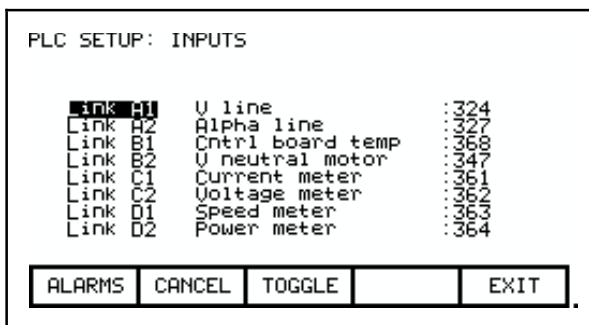 PLC SETUP: INPUTS
Link A1 V line :324
Link A2 Alpha line :327
Link B1 Cntrl board temp :368
Link B2 V neutral motor :347
Link C1 Current meter :361
Link C2 Voltage meter :362
Link D1 Speed meter :363
Link D2 Power meter :364
ALARMS CANCEL TOGGLE EXIT